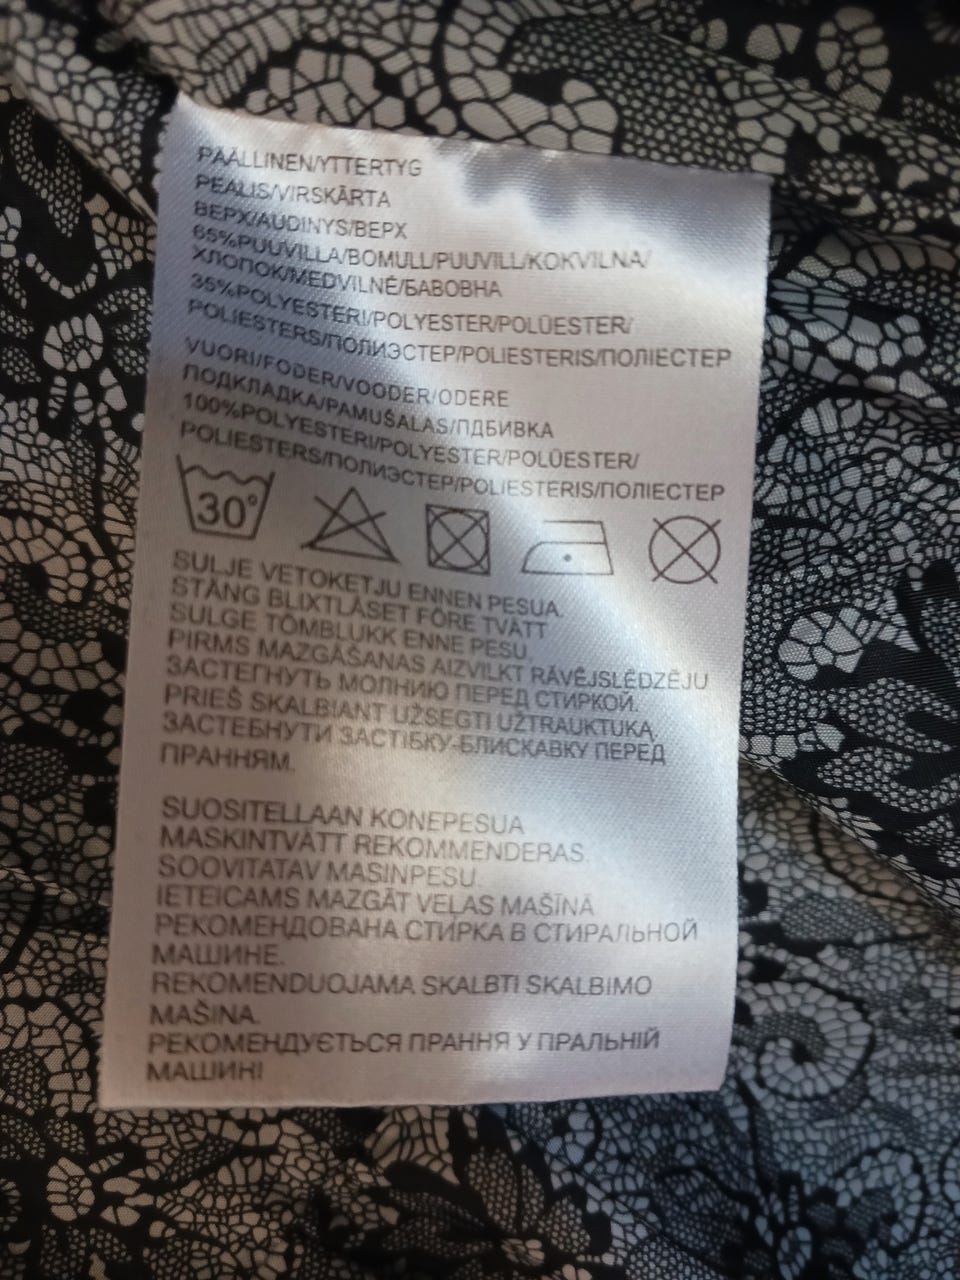 PÄÄLLINEN/YTTERTYG
PEALIS/VIRSKĀRTA
ВЕРХ/AUDINYS/ВЕРХ
65%PUUVILLA/BOMULL/PUUVILL/KOKVILNA/
ХЛОПОК/MEDVILNĖ/БАВОВНА
35%POLYESTERI/POLYESTER/POLÜESTER/
POLIESTERS/ПОЛИЭСТЕР/POLIESTERIS/ПОЛІЕСТЕР
VUORI/FODER/VOODER/ODERE
ПОДКЛАДКА/PAMUŠALAS/ПДБИВКА
100%POLYESTERI/POLYESTER/POLÜESTER/
POLIESTERS/ПОЛИЭСТЕР/POLIESTERIS/ПОЛІЕСТЕР
30°
SULJE VETOKETJU ENNEN PESUA.
STÄNG BLIXTLÅSET FÖRE TVÄTT
SULGE TÕMBLUKK ENNE PESU.
PIRMS MAZGĀŠANAS AIZVILKT RĀVĒJSLĒDZĒJU
ЗАСТЕГНУТЬ МОЛНИЮ ПЕРЕД СТИРКОЙ.
PRIEŠ SKALBIANT UŽSEGTI UŽTRAUKTUKĄ.
ЗАСТЕБНУТИ ЗАСТІБКУ-БЛИСКАВКУ ПЕРЕД
ПРАННЯМ.
SUOSITELLAAN KONEPESUA
MASKINTVÄTT REKOMMENDERAS.
SOOVITATAV MASINPESU.
IETEICAMS MAZGĀT VEĻAS MAŠĪNĀ
РЕКОМЕНДОВАНА СТИРКА В СТИРАЛЬНОЙ
МАШИНЕ.
REKOMENDUOJAMA SKALBTI SKALBIMO
MAŠINA.
РЕКОМЕНДУЄТЬСЯ ПРАННЯ У ПРАЛЬНІЙ
МАШИНІ